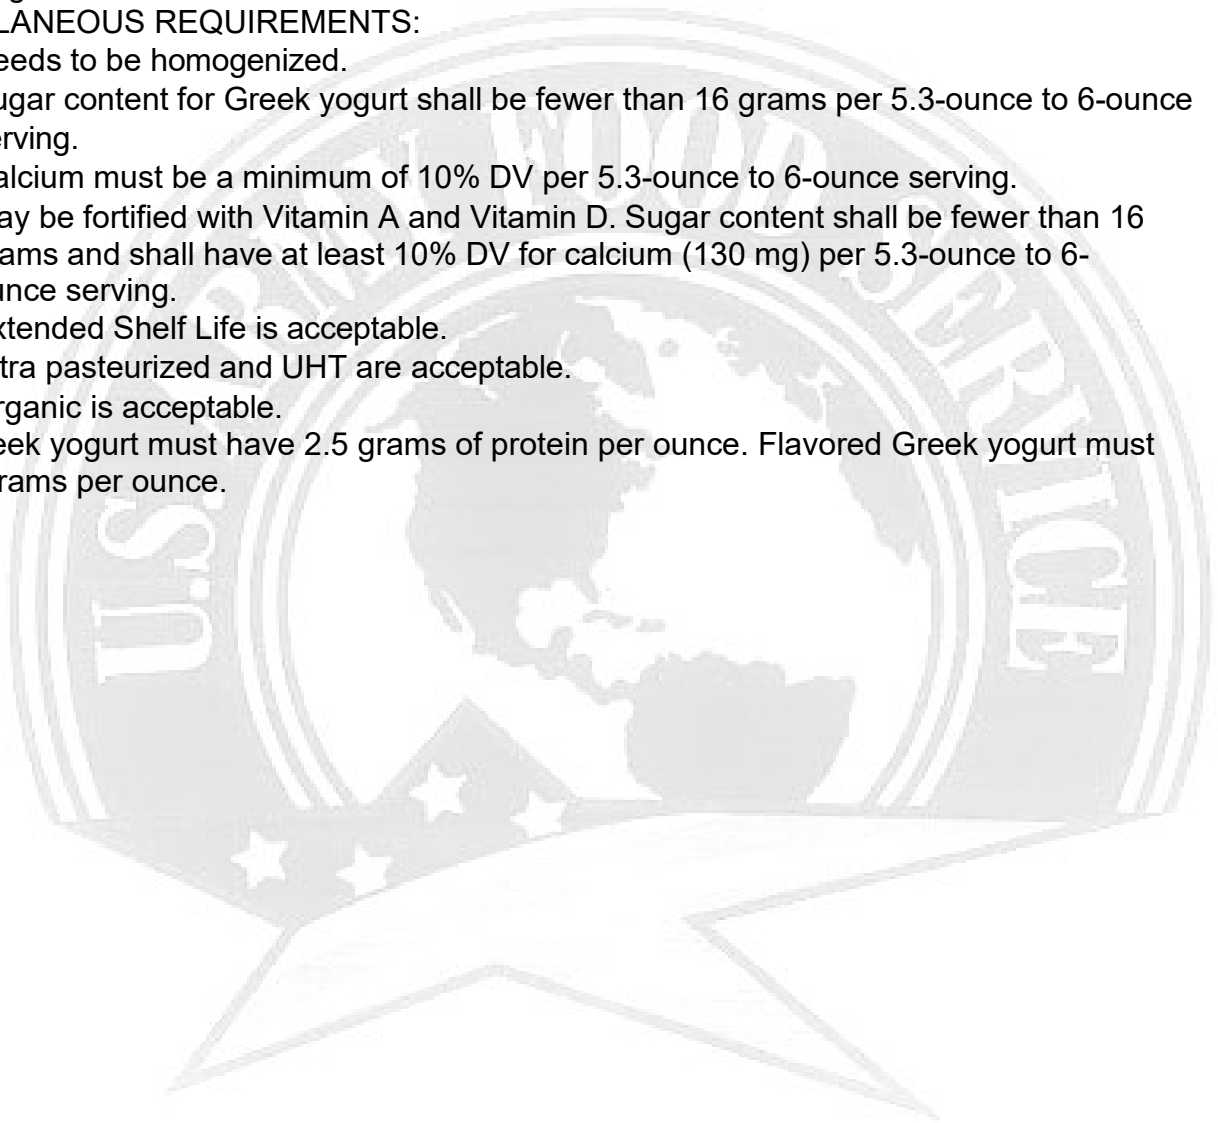 LANEOUS REQUIREMENTS:
eeds to be homogenized.
ugar content for Greek yogurt shall be fewer than 16 grams per 5.3-ounce to 6-ounce
erving.
alcium must be a minimum of 10% DV per 5.3-ounce to 6-ounce serving.
ay be fortified with Vitamin A and Vitamin D. Sugar content shall be fewer than 16
ams and shall have at least 10% DV for calcium (130 mg) per 5.3-ounce to 6-
unce serving.
xtended Shelf Life is acceptable.
tra pasteurized and UHT are acceptable.
rganic is acceptable.
eek yogurt must have 2.5 grams of protein per ounce. Flavored Greek yogurt must
rams per ounce.
U.S. ARMY FOOD SERVICE